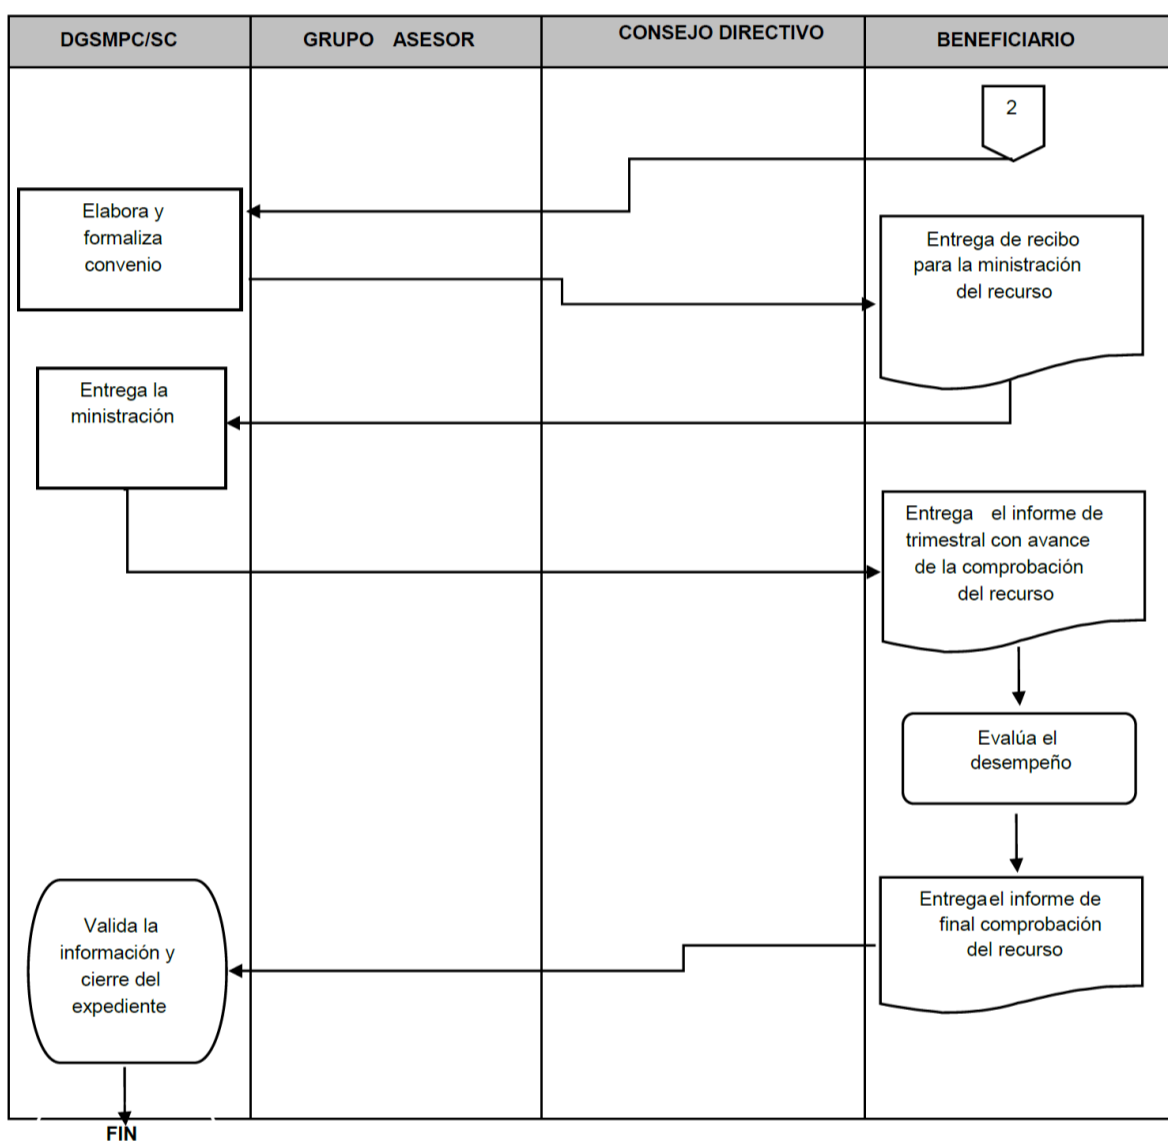 DGSMPC/SC
GRUPO ASESOR
CONSEJO DIRECTIVO
BENEFICIARIO
2
Elabora y
formaliza
convenio
Entrega de recibo
para la ministración
del recurso
Entrega la
ministración
Entrega el informe de
trimestral con avance
de la comprobación
del recurso
Evalúa el
desempeño
Entrega el informe de
final comprobación
del recurso
Valida la
información y
cierre del
expediente
FIN